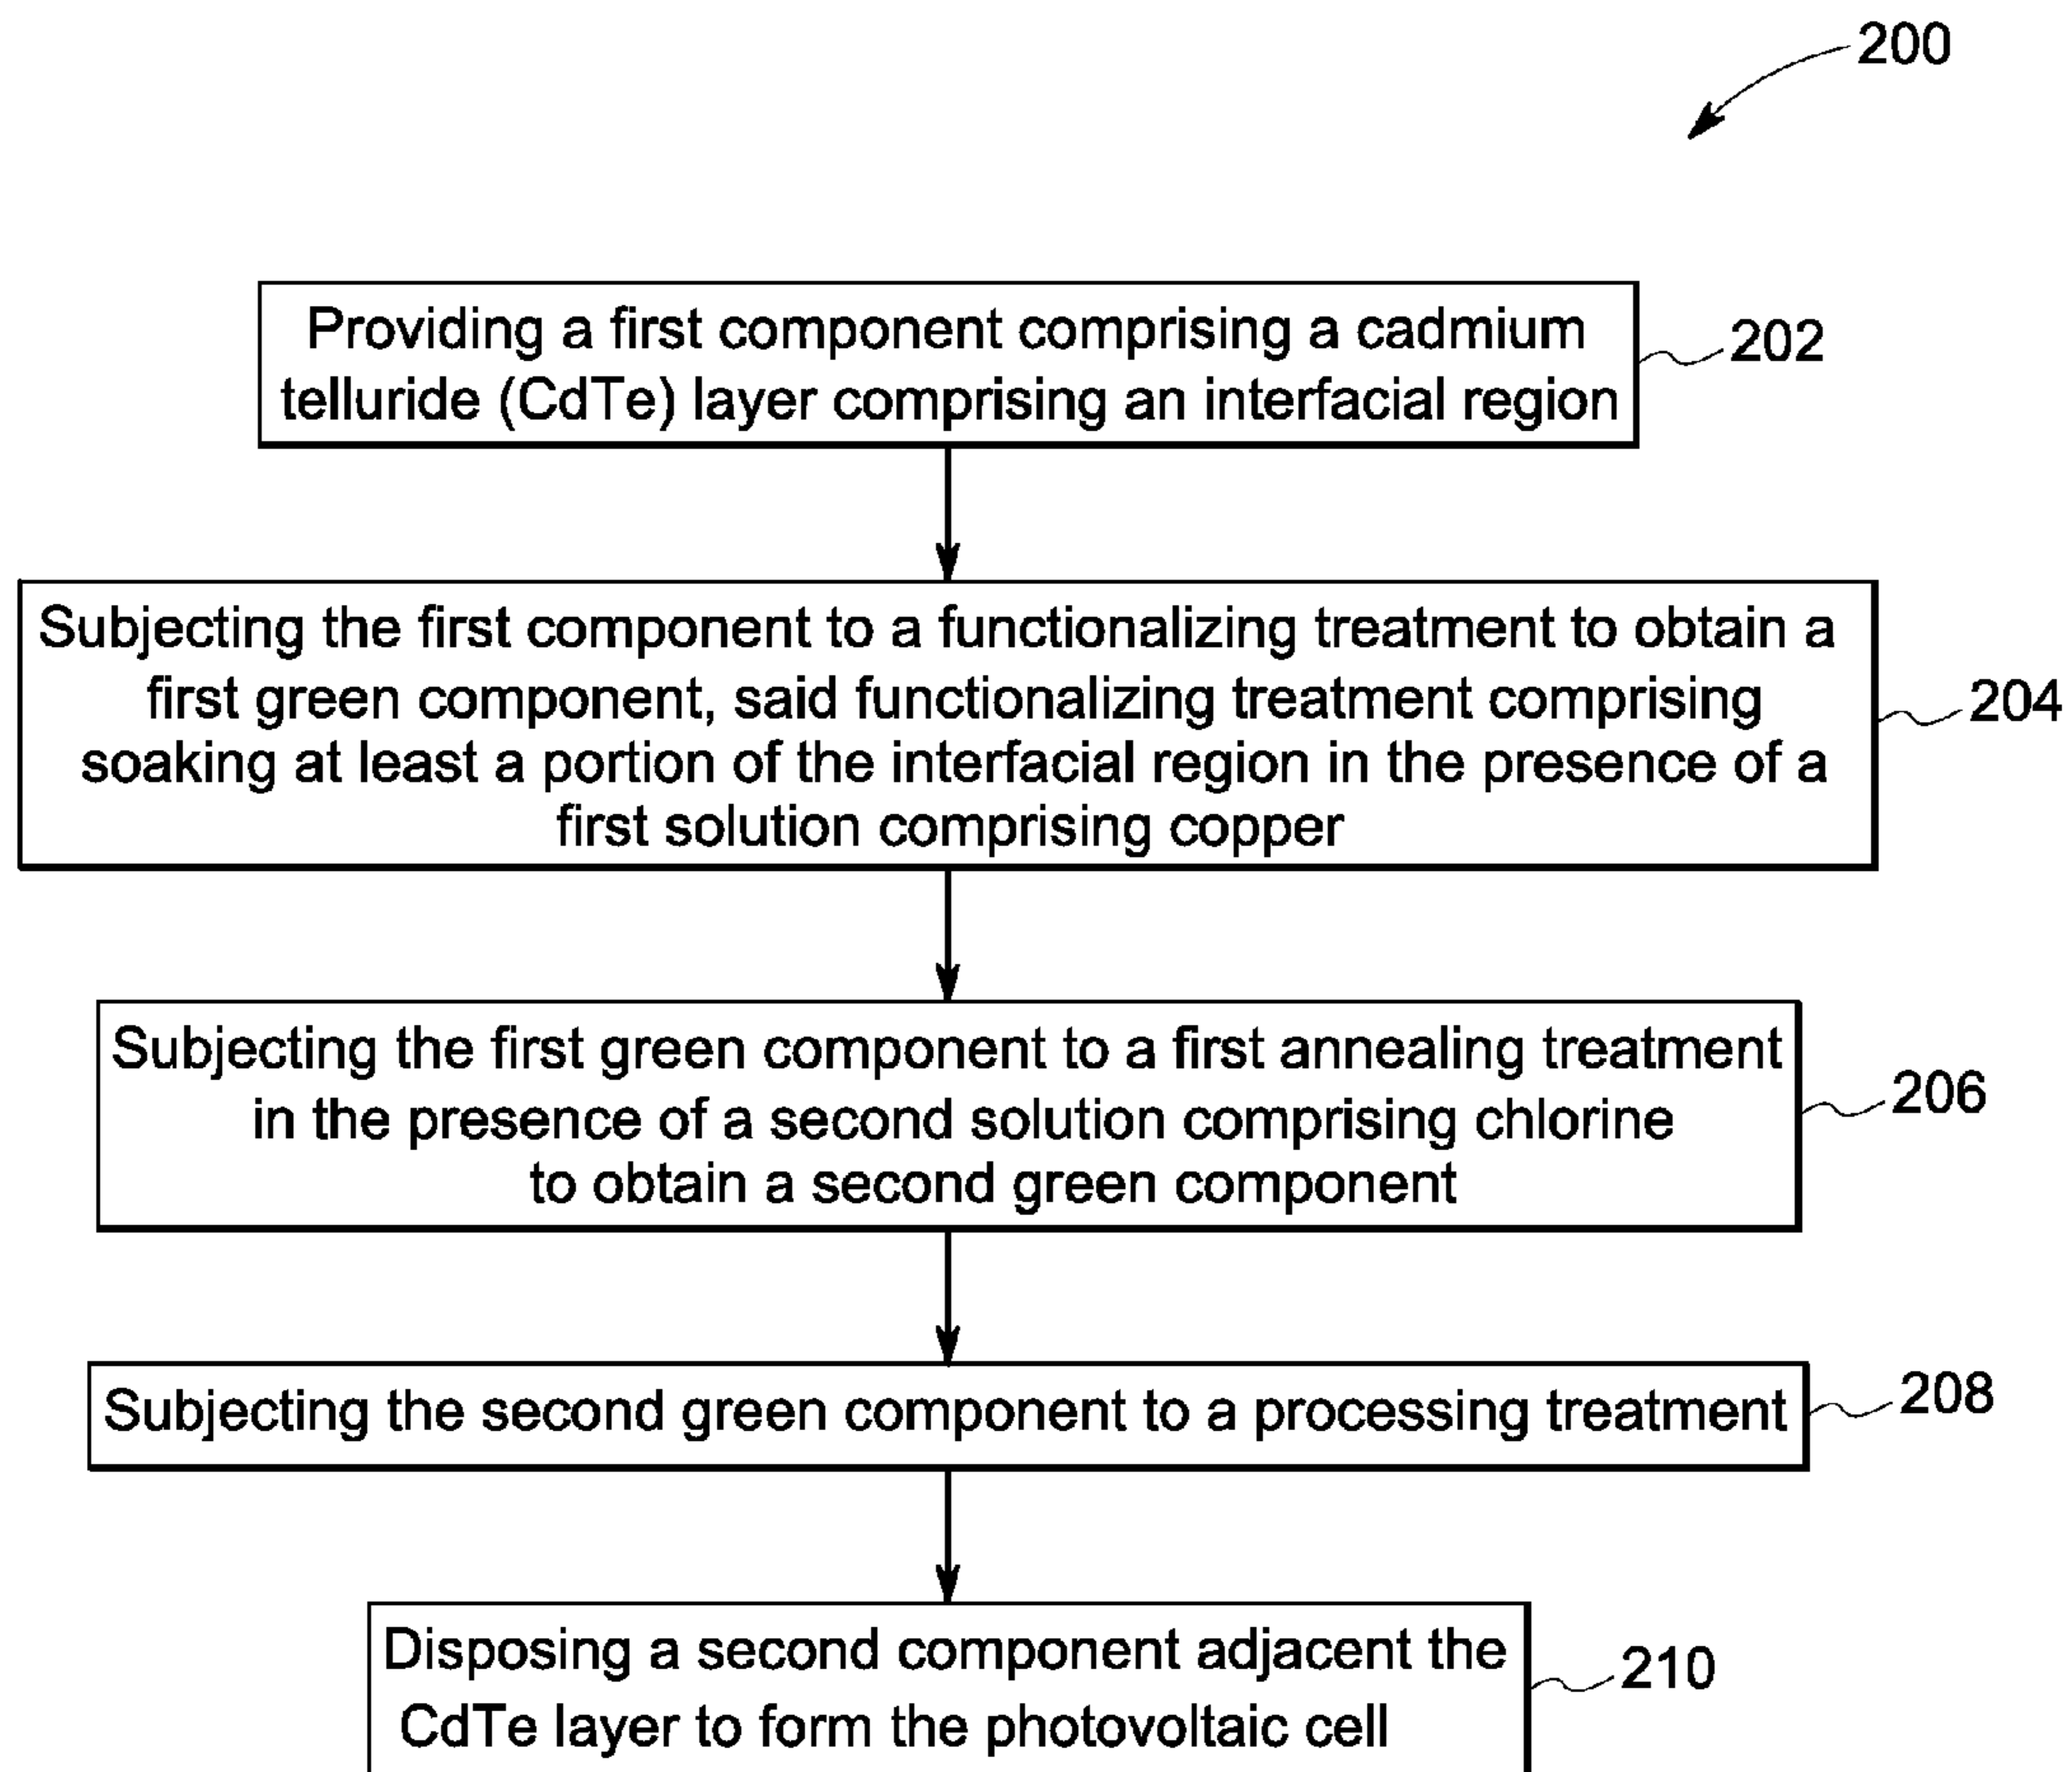 200
Providing a first component comprising a cadmium
telluride (CdTe) layer comprising an interfacial region
202
Subjecting the first component to a functionalizing treatment to obtain a
first green component, said functionalizing treatment comprising
soaking at least a portion of the interfacial region in the presence of a
first solution comprising copper
204
Subjecting the first green component to a first annealing treatment
in the presence of a second solution comprising chlorine
to obtain a second green component
206
Subjecting the second green component to a processing treatment
208
Disposing a second component adjacent the
CdTe layer to form the photovoltaic cell
210